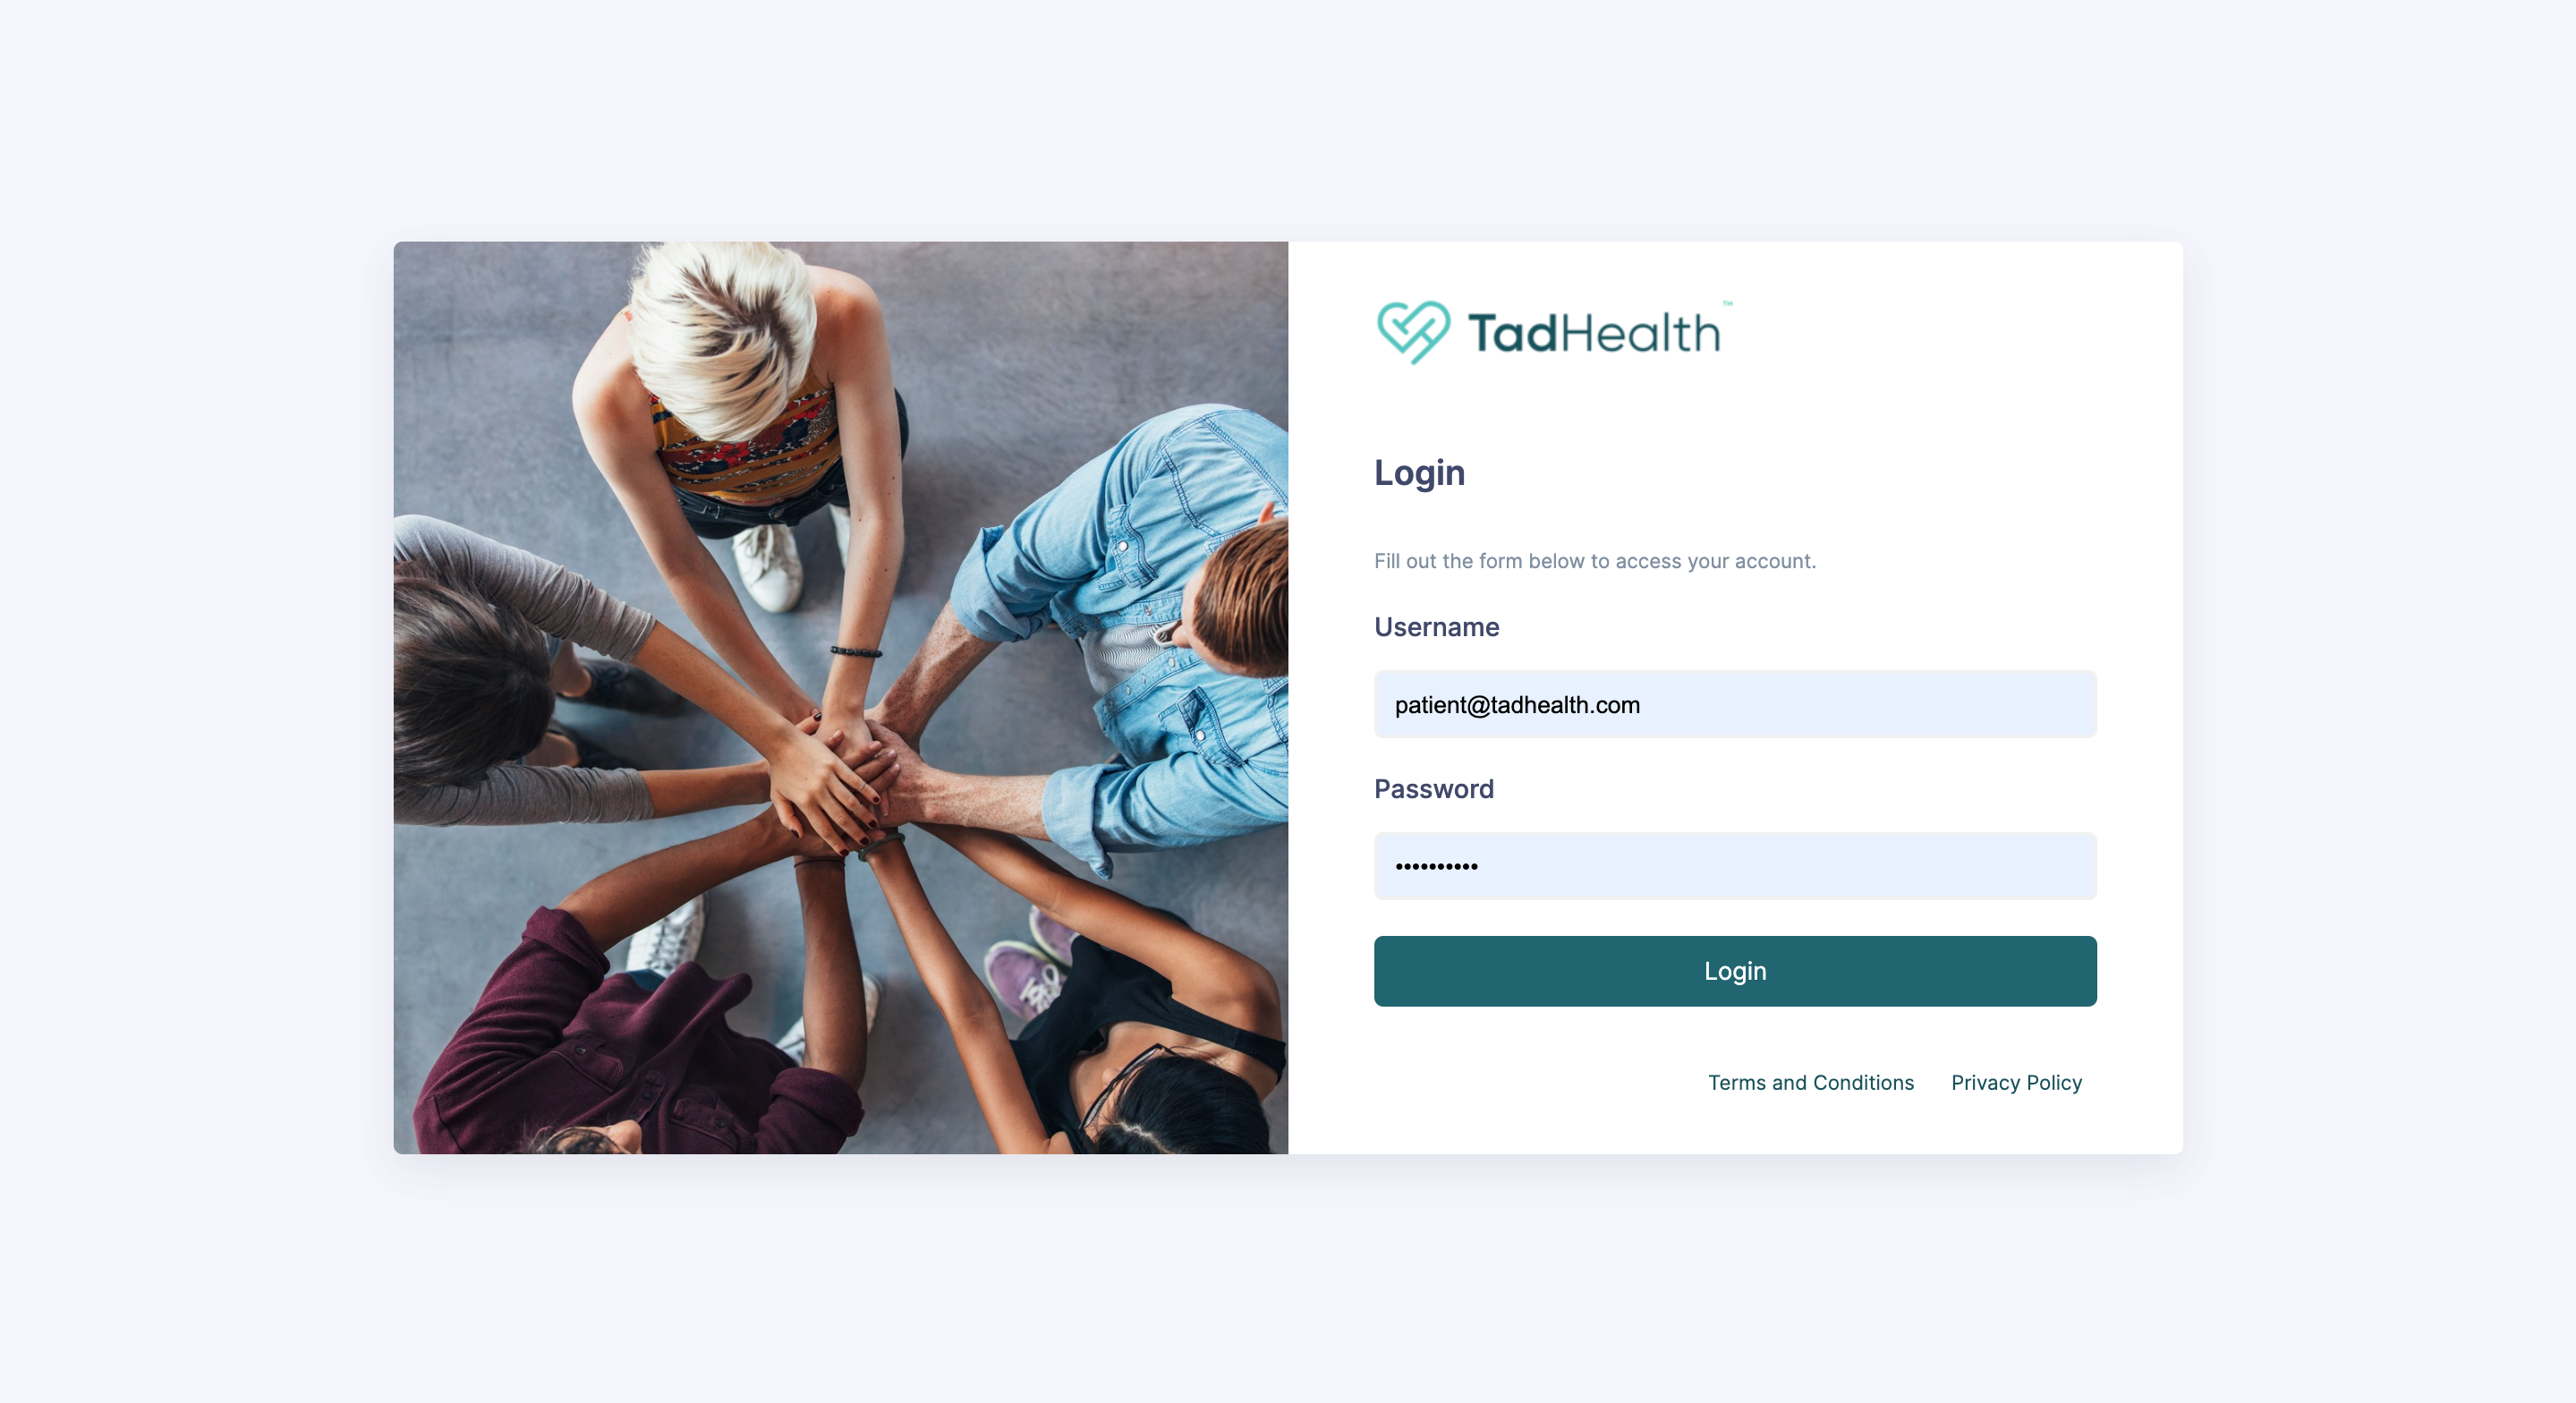 TadHealth™
Login
Fill out the form below to access your account.
Username
patient@tadhealth.com
Password
••••••••••
Login
Terms and Conditions Privacy Policy